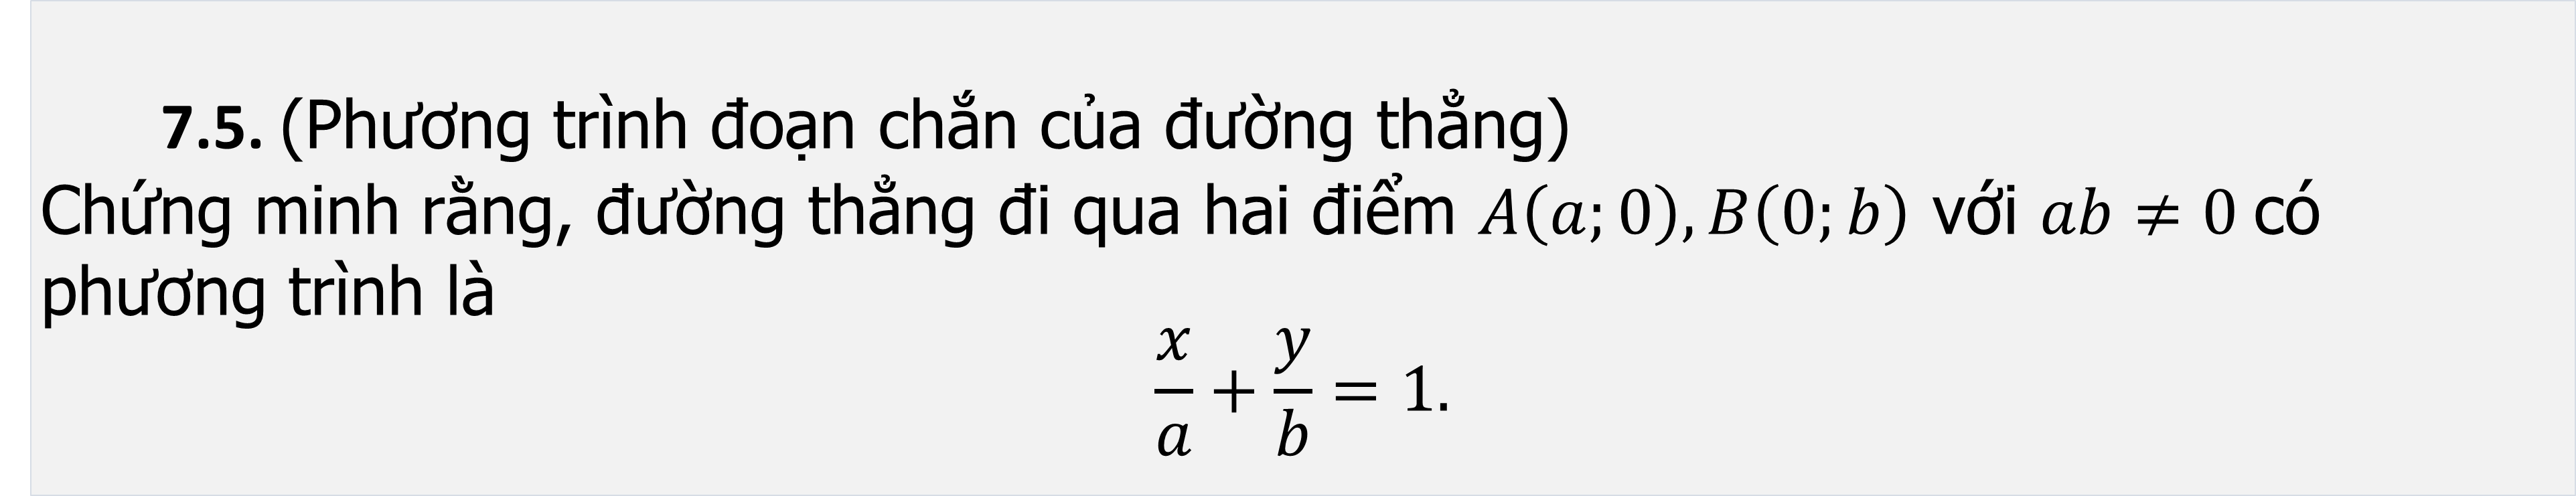 7.5. (Phương trình đoạn chắn của đường thẳng)
Chứng minh rằng, đường thẳng đi qua hai điểm A(a; 0), B(0; b) với ab ≠ 0 có
phương trình là
x/a + y/b = 1.